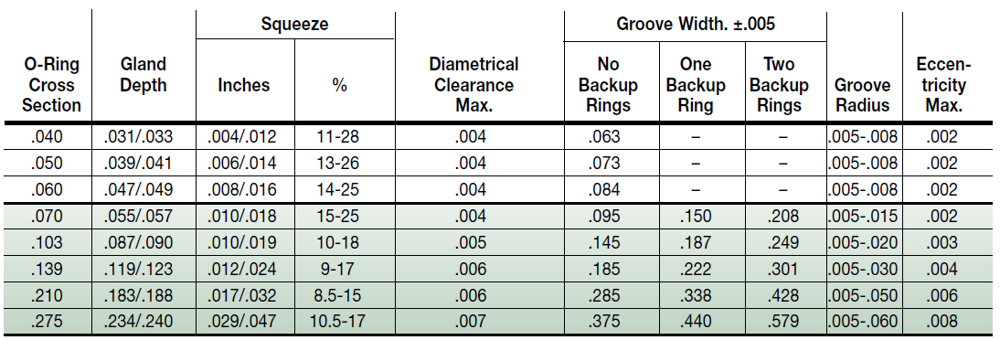 Squeeze Groove Width. ±.005
O-Ring Cross Section Gland Depth Inches % Diametrical Clearance Max. No Backup Rings One Backup Ring Two Backup Rings Groove Radius Eccen-tricity Max.
.040 .031/.033 .004/.012 11-28 .004 .063 – – .005-.008 .002
.050 .039/.041 .006/.014 13-26 .004 .073 – – .005-.008 .002
.060 .047/.049 .008/.016 14-25 .004 .084 – – .005-.008 .002
.070 .055/.057 .010/.018 15-25 .004 .095 .150 .208 .005-.015 .002
.103 .087/.090 .010/.019 10-18 .005 .145 .187 .249 .005-.020 .003
.139 .119/.123 .012/.024 9-17 .006 .185 .222 .301 .005-.030 .004
.210 .183/.188 .017/.032 8.5-15 .006 .285 .338 .428 .005-.050 .006
.275 .234/.240 .029/.047 10.5-17 .007 .375 .440 .579 .005-.060 .008